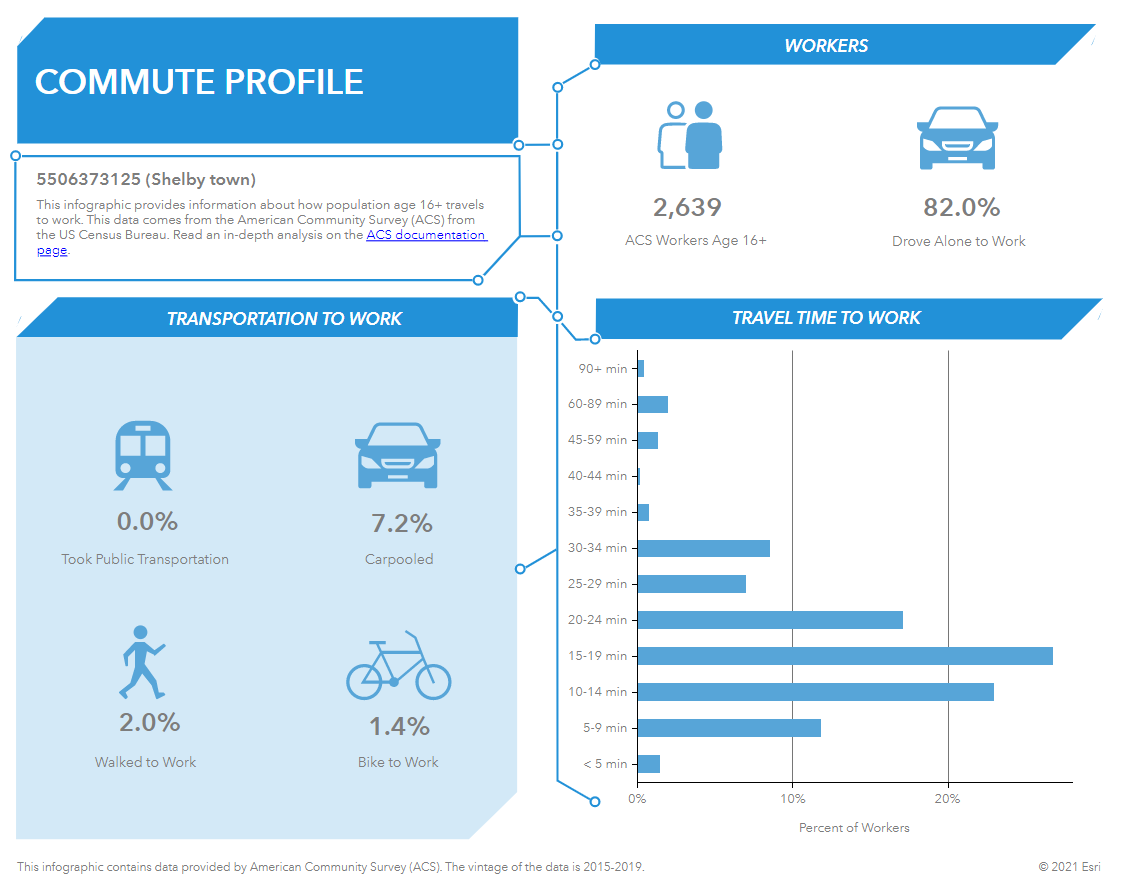 COMMUTE PROFILE
5506373125 (Shelby town)
This infographic provides information about how population age 16+ travels
to work. This data comes from the American Community Survey (ACS) from
the US Census Bureau. Read an in-depth analysis on the ACS documentation
page.
WORKERS
2,639
ACS Workers Age 16+
82.0%
Drove Alone to Work
TRANSPORTATION TO WORK
0.0%
Took Public Transportation
7.2%
Carpooled
2.0%
Walked to Work
1.4%
Bike to Work
TRAVEL TIME TO WORK
90+ min
60-89 min
45-59 min
40-44 min
35-39 min
30-34 min
25-29 min
20-24 min
15-19 min
10-14 min
5-9 min
< 5 min
0% 10% 20%
Percent of Workers
This infographic contains data provided by American Community Survey (ACS). The vintage of the data is 2015-2019.
© 2021 Esri